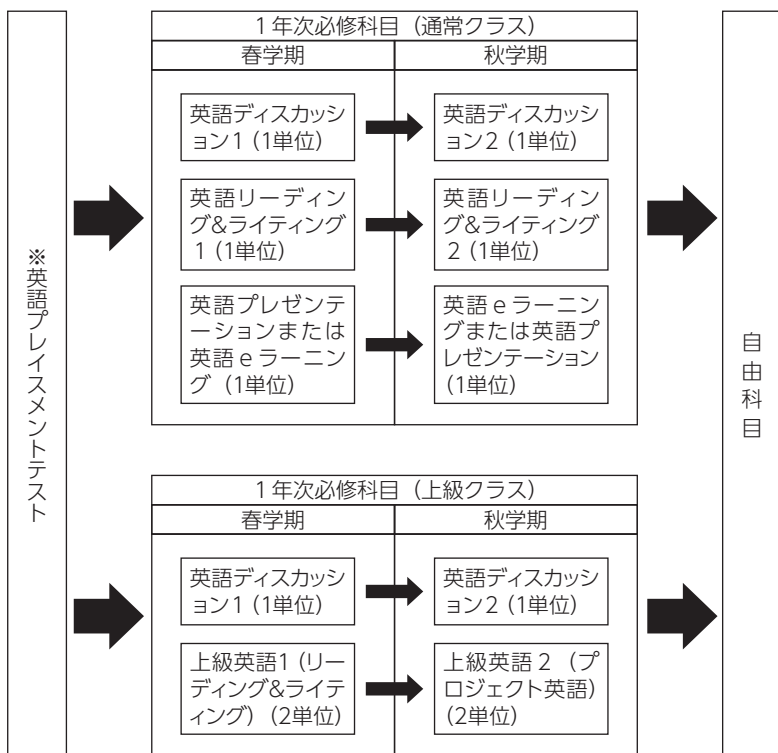 ※英語プレイスメントテスト
1年次必修科目（通常クラス）
春学期
秋学期
英語ディスカッシ
ョン1（1単位）
英語ディスカッシ
ョン2（1単位）
英語リーディン
グ&ライティング
1（1単位）
英語リーディン
グ&ライティング
2（1単位）
英語プレゼンテ
ーションまたは
英語eラーニン
グ（1単位）
英語eラーニン
グまたは英語プ
レゼンテーション
（1単位）
1年次必修科目（上級クラス）
春学期
秋学期
英語ディスカッシ
ョン1（1単位）
英語ディスカッシ
ョン2（1単位）
上級英語1（リー
ディング&ライテ
ィング）（2単位）
上級英語2（プ
ロジェクト英語）
（2単位）
自由科目